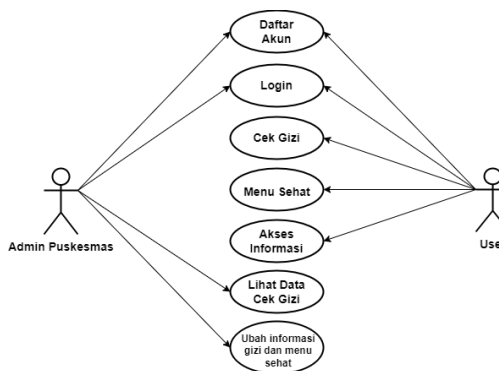 Daftar
Akun
Login
Cek Gizi
Menu Sehat
Akses
Informasi
Lihat Data
Cek Gizi
Ubah informasi
gizi dan menu
sehat
Admin Puskesmas
Use